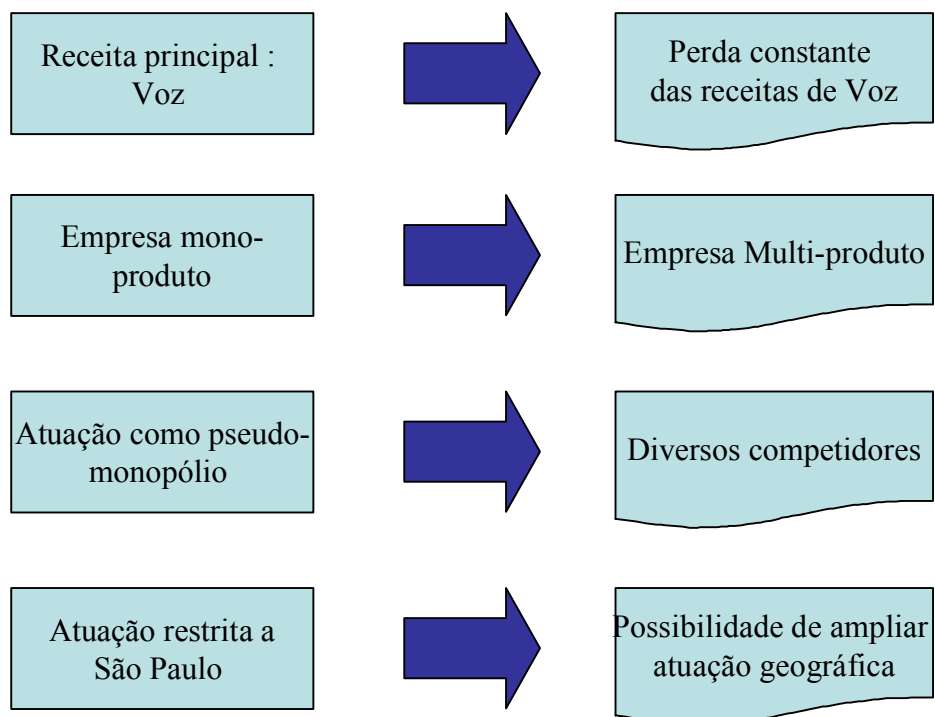 Receita principal :
Voz
Perda constante
das receitas de Voz
Empresa mono-
produto
Empresa Multi-produto
Atuação como pseudo-
monopólio
Diversos competidores
Atuação restrita a
São Paulo
Possibilidade de ampliar
atuação geográfica